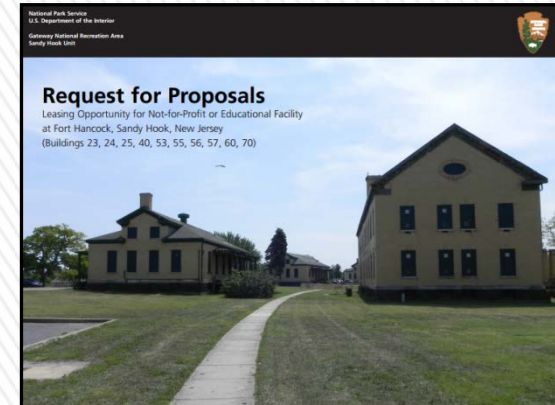 National Park Service
U.S. Department of the Interior
Gateway National Recreation Area
Sandy Hook Unit
Request for Proposals
Leasing Opportunity for Not-for-Profit or Educational Facility
at Fort Hancock, Sandy Hook, New Jersey
(Buildings 23, 24, 25, 40, 53, 55, 56, 57, 60, 70)